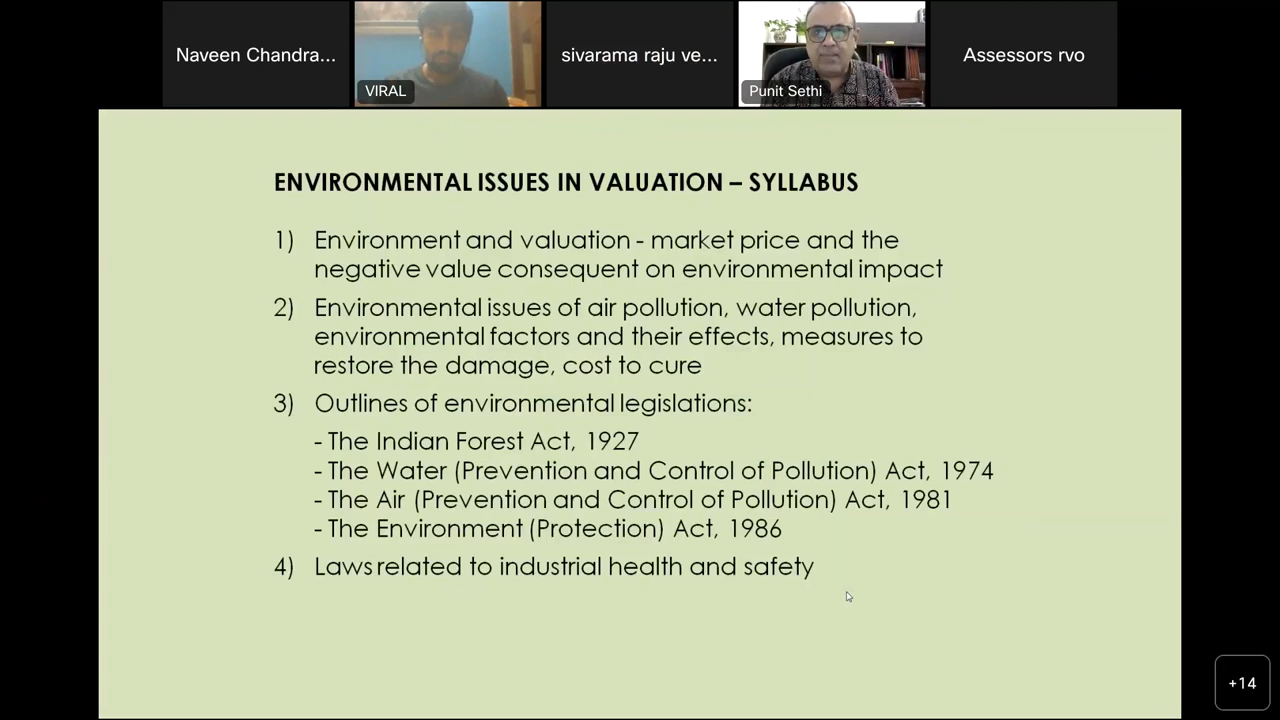 Naveen Chandra...
VIRAL
sivarama raju ve...
Punit Sethi
Assessors rvo
ENVIRONMENTAL ISSUES IN VALUATION – SYLLABUS
1) Environment and valuation - market price and the
negative value consequent on environmental impact
2) Environmental issues of air pollution, water pollution,
environmental factors and their effects, measures to
restore the damage, cost to cure
3) Outlines of environmental legislations:
- The Indian Forest Act, 1927
- The Water (Prevention and Control of Pollution) Act, 1974
- The Air (Prevention and Control of Pollution) Act, 1981
- The Environment (Protection) Act, 1986
4) Laws related to industrial health and safety
+14